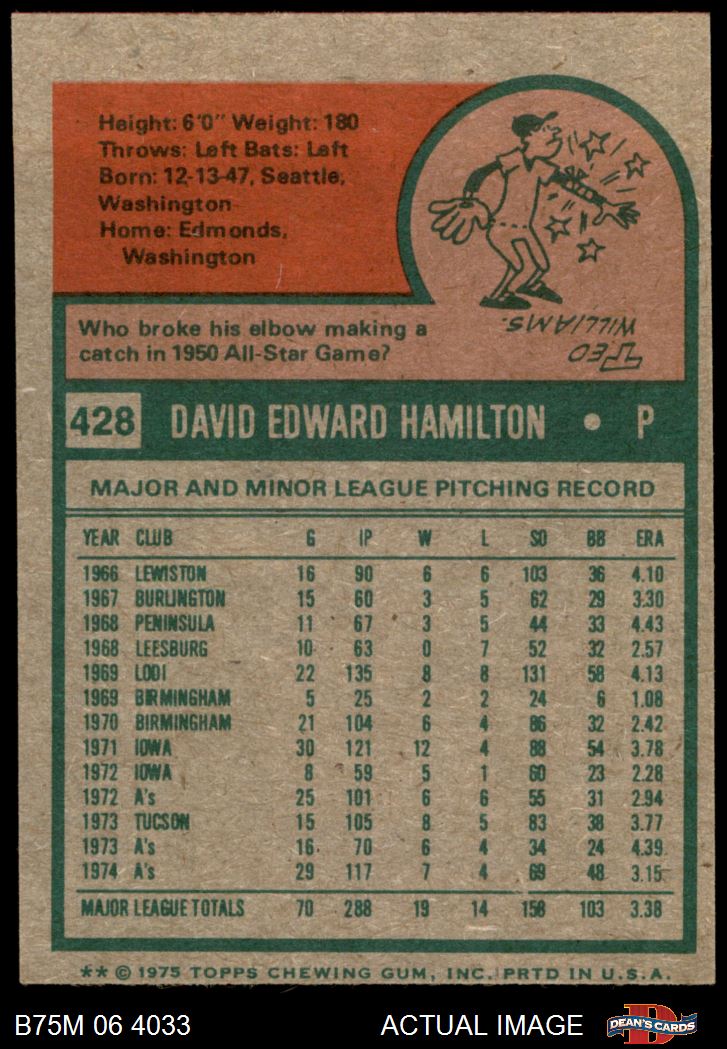 Height: 6'0" Weight: 180
Throws: Left Bats: Left
Born: 12-13-47, Seattle,
Washington
Home: Edmonds,
Washington
Who broke his elbow making a
catch in 1950 All-Star Game?
TED
WILLIAMS.
428 DAVID EDWARD HAMILTON • P
MAJOR AND MINOR LEAGUE PITCHING RECORD
YEAR CLUB G IP W L SO BB ERA
1966 LEWISTON 16 90 6 6 103 36 4.10
1967 BURLINGTON 15 60 3 5 62 29 3.30
1968 PENINSULA 11 67 3 5 44 33 4.43
1968 LEESBURG 10 63 0 7 52 32 2.57
1969 LODI 22 135 8 8 131 58 4.13
1969 BIRMINGHAM 5 25 2 2 24 6 1.08
1970 BIRMINGHAM 21 104 6 4 86 32 2.42
1971 IOWA 30 121 12 4 88 54 3.78
1972 IOWA 8 59 5 1 60 23 2.28
1972 A's 25 101 6 6 55 31 2.94
1973 TUCSON 15 105 8 5 83 38 3.77
1973 A's 16 70 6 4 34 24 4.39
1974 A's 29 117 7 4 69 48 3.15
MAJOR LEAGUE TOTALS 70 288 19 14 158 103 3.38
** © 1975 TOPPS CHEWING GUM, INC. PRTD IN U.S.A.
B75M 06 4033 ACTUAL IMAGE D DEAN'S CARDS